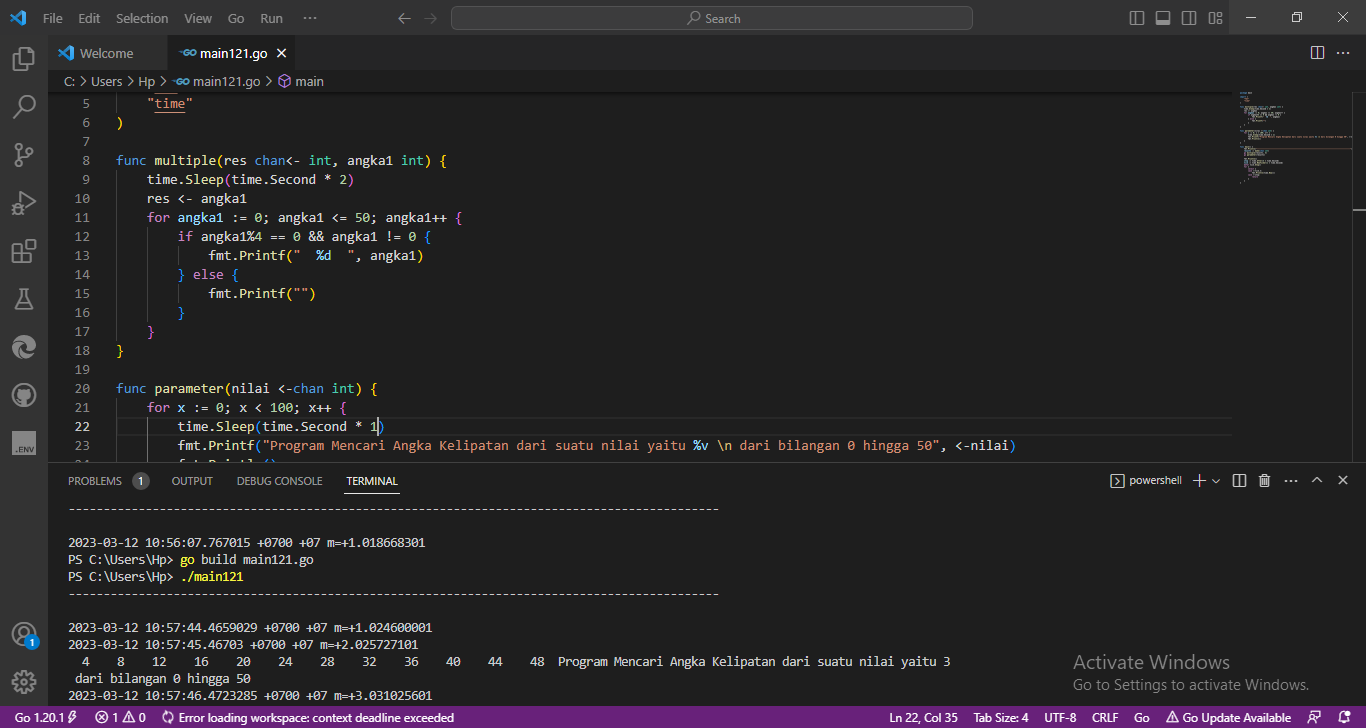 File Edit Selection View Go Run ··· Search
Welcome main121.go
C: > Users > Hp > main121.go > main
5 "time"
6 )
7
8 func multiple(res chan<- int, angka1 int) {
9 time.Sleep(time.Second * 2)
10 res <- angka1
11 for angka1 := 0; angka1 <= 50; angka1++ {
12 if angka1%4 == 0 && angka1 != 0 {
13 fmt.Printf("  %d  ", angka1)
14 } else {
15 fmt.Printf("")
16 }
17 }
18 }
19
20 func parameter(nilai <-chan int) {
21 for x := 0; x < 100; x++ {
22 time.Sleep(time.Second * 1)
23 fmt.Printf("Program Mencari Angka Kelipatan dari suatu nilai yaitu %v \n dari bilangan 0 hingga 50", <-nilai)
PROBLEMS 1 OUTPUT DEBUG CONSOLE TERMINAL powershell
---------------------------------------------------------------------------------------------
2023-03-12 10:56:07.767015 +0700 +07 m=+1.018668301
PS C:\Users\Hp> go build main121.go
PS C:\Users\Hp> ./main121
---------------------------------------------------------------------------------------------
2023-03-12 10:57:44.4659029 +0700 +07 m=+1.024600001
2023-03-12 10:57:45.46703 +0700 +07 m=+2.025727101
4 8 12 16 20 24 28 32 36 40 44 48 Program Mencari Angka Kelipatan dari suatu nilai yaitu 3
dari bilangan 0 hingga 50
2023-03-12 10:57:46.4723285 +0700 +07 m=+3.031025601
Activate Windows
Go to Settings to activate Windows.
.ENV
1
Go 1.20.1 1 0 Error loading workspace: context deadline exceeded Ln 22, Col 35 Tab Size: 4 UTF-8 CRLF Go Go Update Available